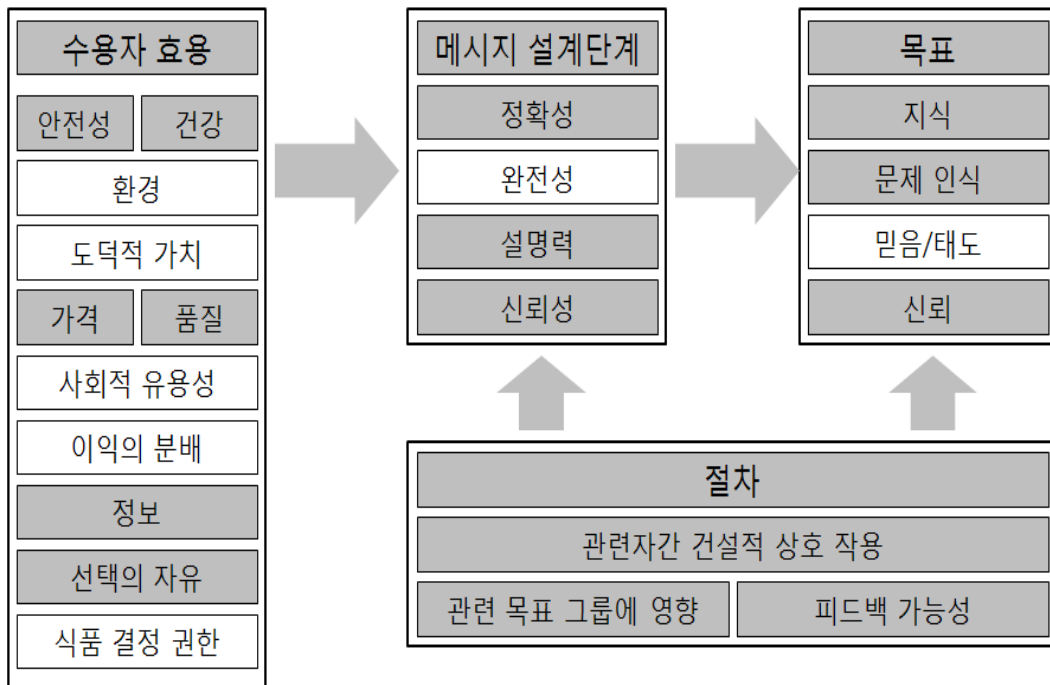 수용자 효용
안전성
건강
환경
도덕적 가치
가격
품질
사회적 유용성
이익의 분배
정보
선택의 자유
식품 결정 권한
메시지 설계단계
정확성
완전성
설명력
신뢰성
목표
지식
문제 인식
믿음/태도
신뢰
절차
관련자간 건설적 상호 작용
관련 목표 그룹에 영향
피드백 가능성